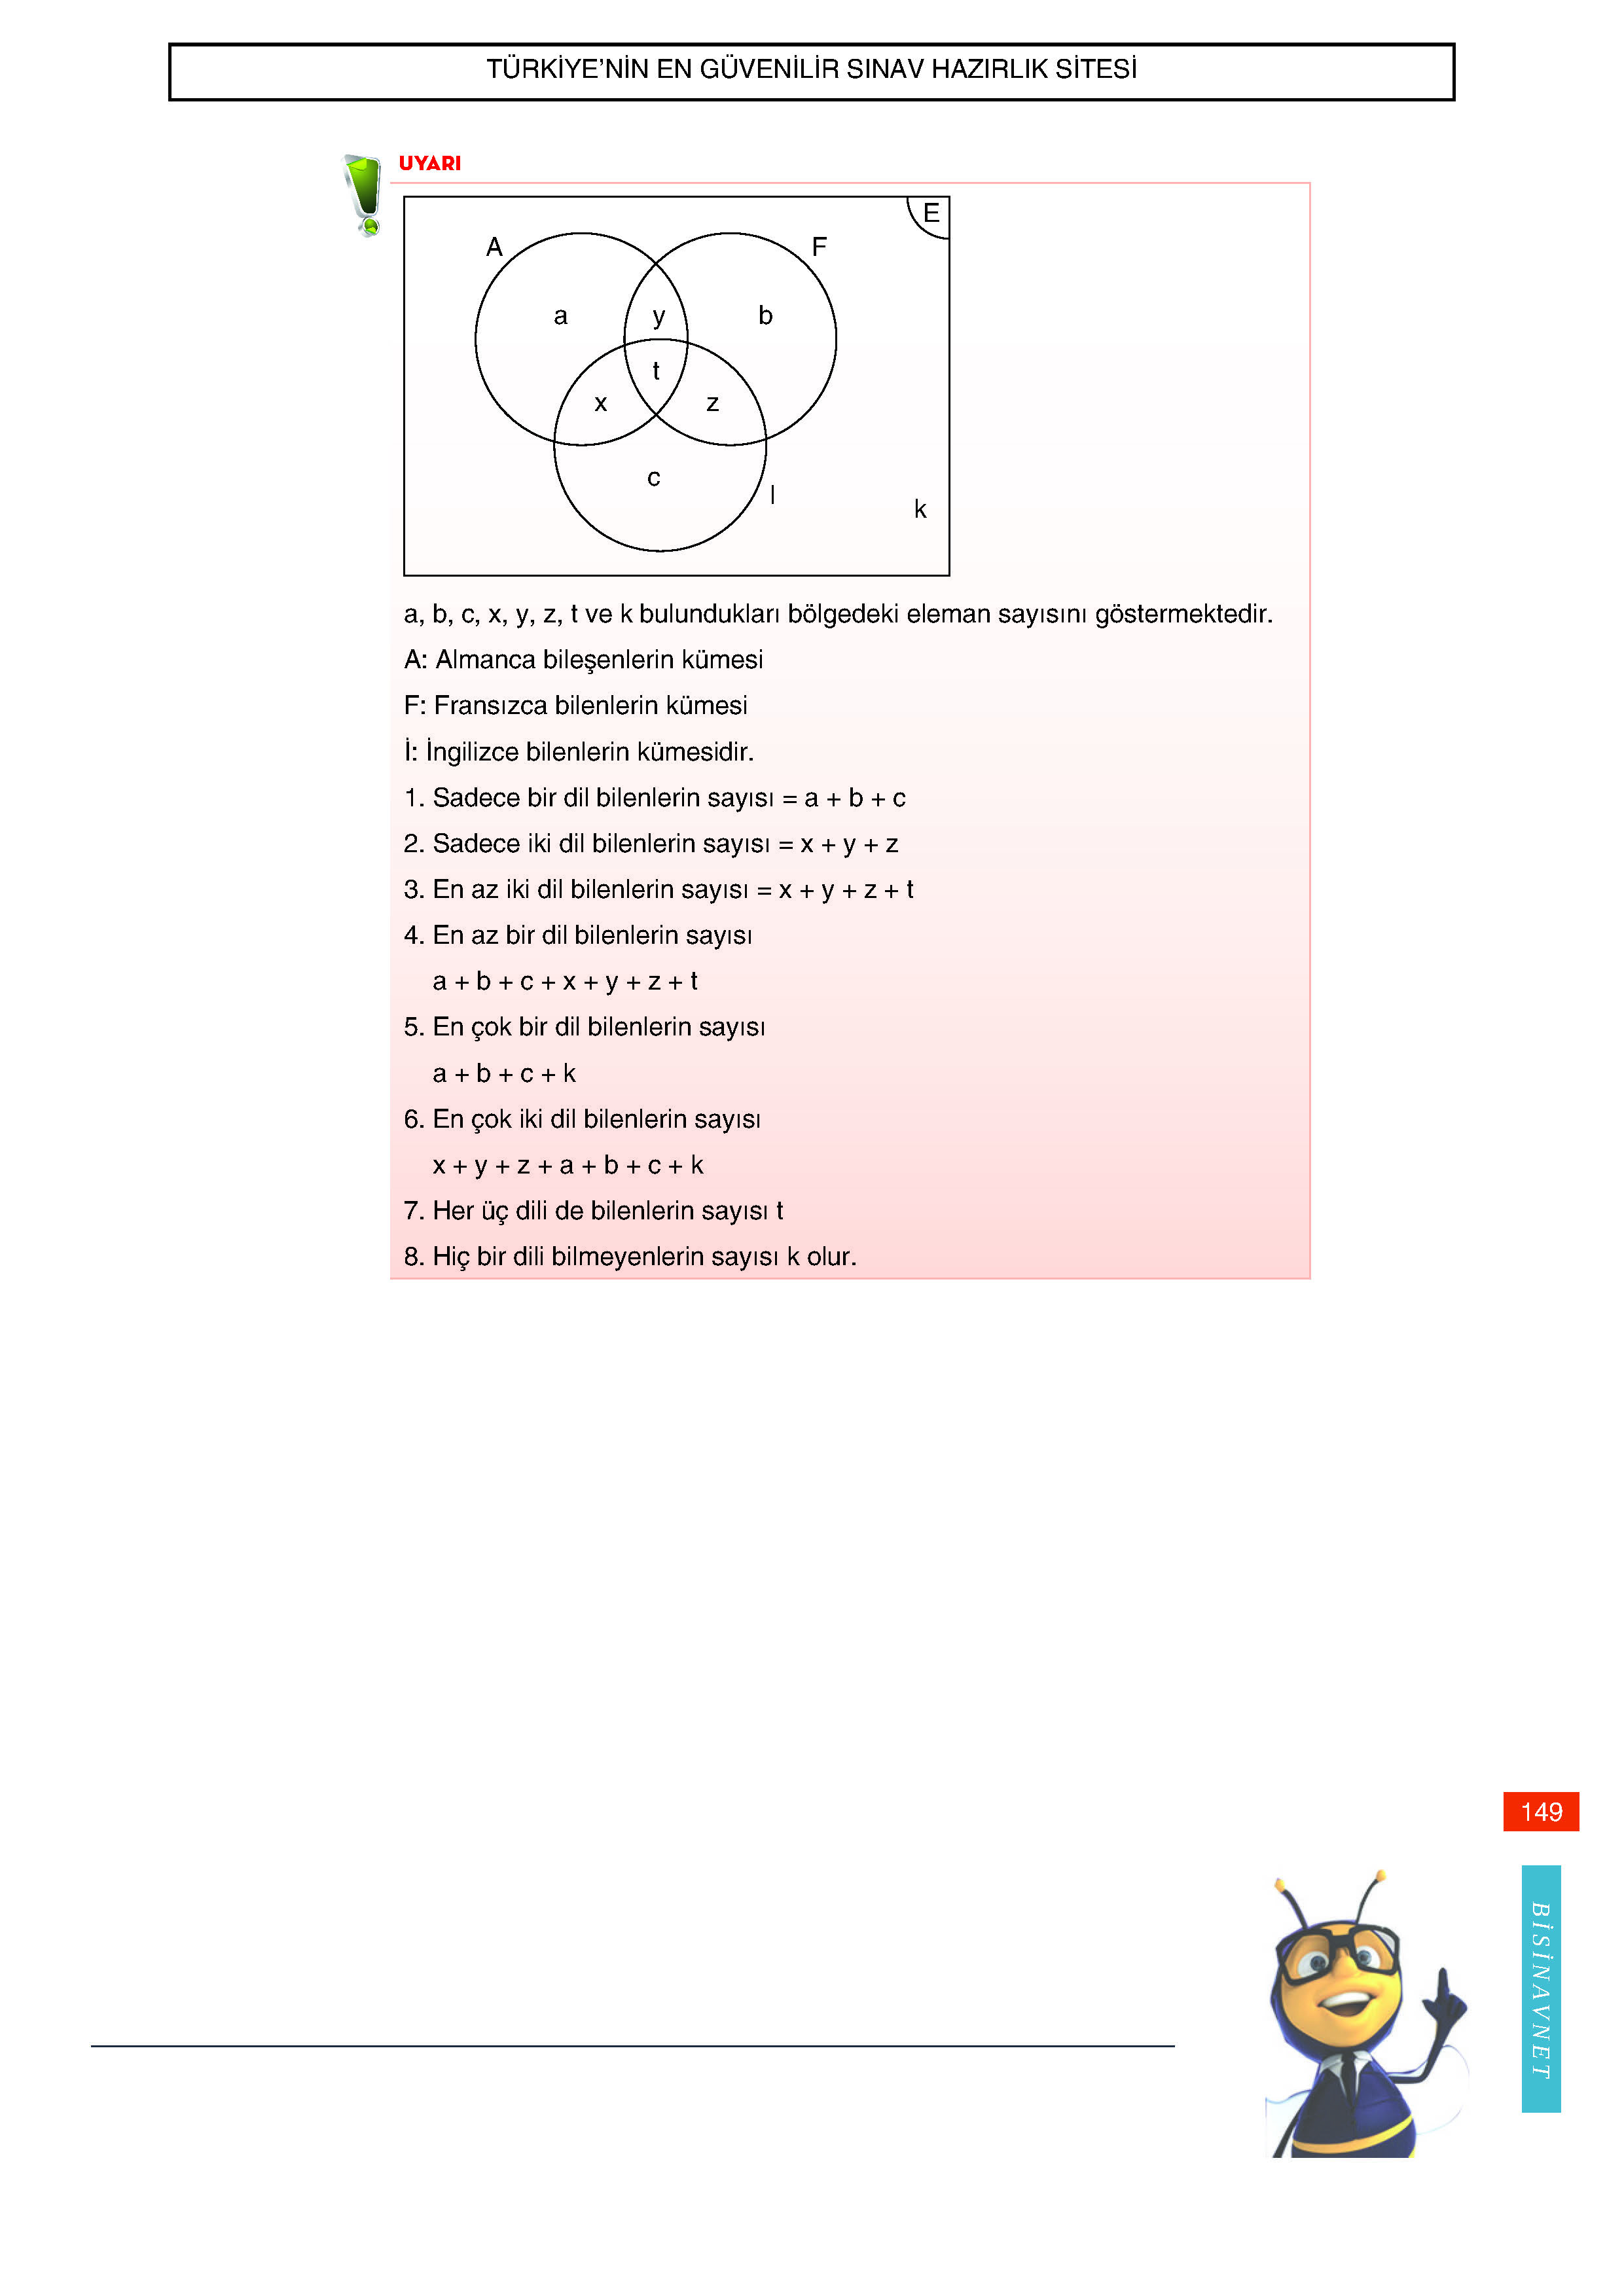 TÜRKİYE'NİN EN GÜVENİLİR SINAV HAZIRLIK SİTESİ
UYARI
E
A
F
a
y
b
t
x
z
c
I
k
a, b, c, x, y, z, t ve k bulundukları bölgedeki eleman sayısını göstermektedir.
A: Almanca bileşenlerin kümesi
F: Fransızca bilenlerin kümesi
İ: İngilizce bilenlerin kümesidir.
1. Sadece bir dil bilenlerin sayısı = a + b + c
2. Sadece iki dil bilenlerin sayısı = x + y + z
3. En az iki dil bilenlerin sayısı = x + y + z + t
4. En az bir dil bilenlerin sayısı
a + b + c + x + y + z + t
5. En çok bir dil bilenlerin sayısı
a + b + c + k
6. En çok iki dil bilenlerin sayısı
x + y + z + a + b + c + k
7. Her üç dili de bilenlerin sayısı t
8. Hiç bir dili bilmeyenlerin sayısı k olur.
149
BİSİNAVNET